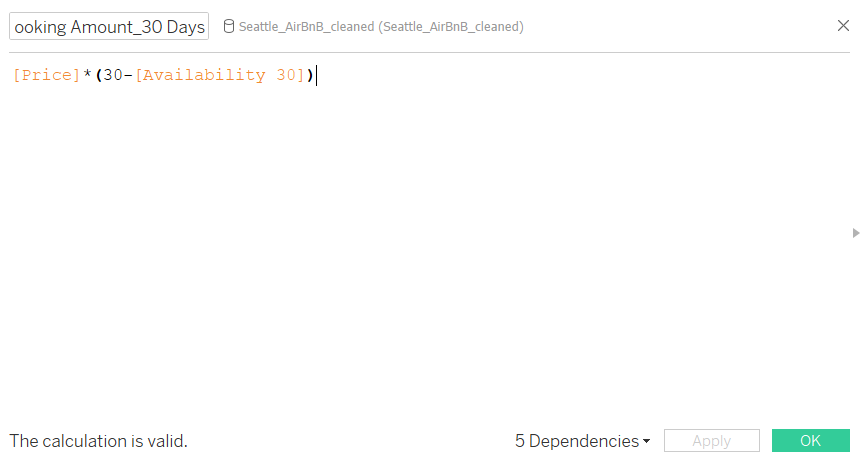 ooking Amount_30 Days
Seattle_AirBnB_cleaned (Seattle_AirBnB_cleaned)
[Price]*(30-[Availability 30])
The calculation is valid.
5 Dependencies
Apply
OK